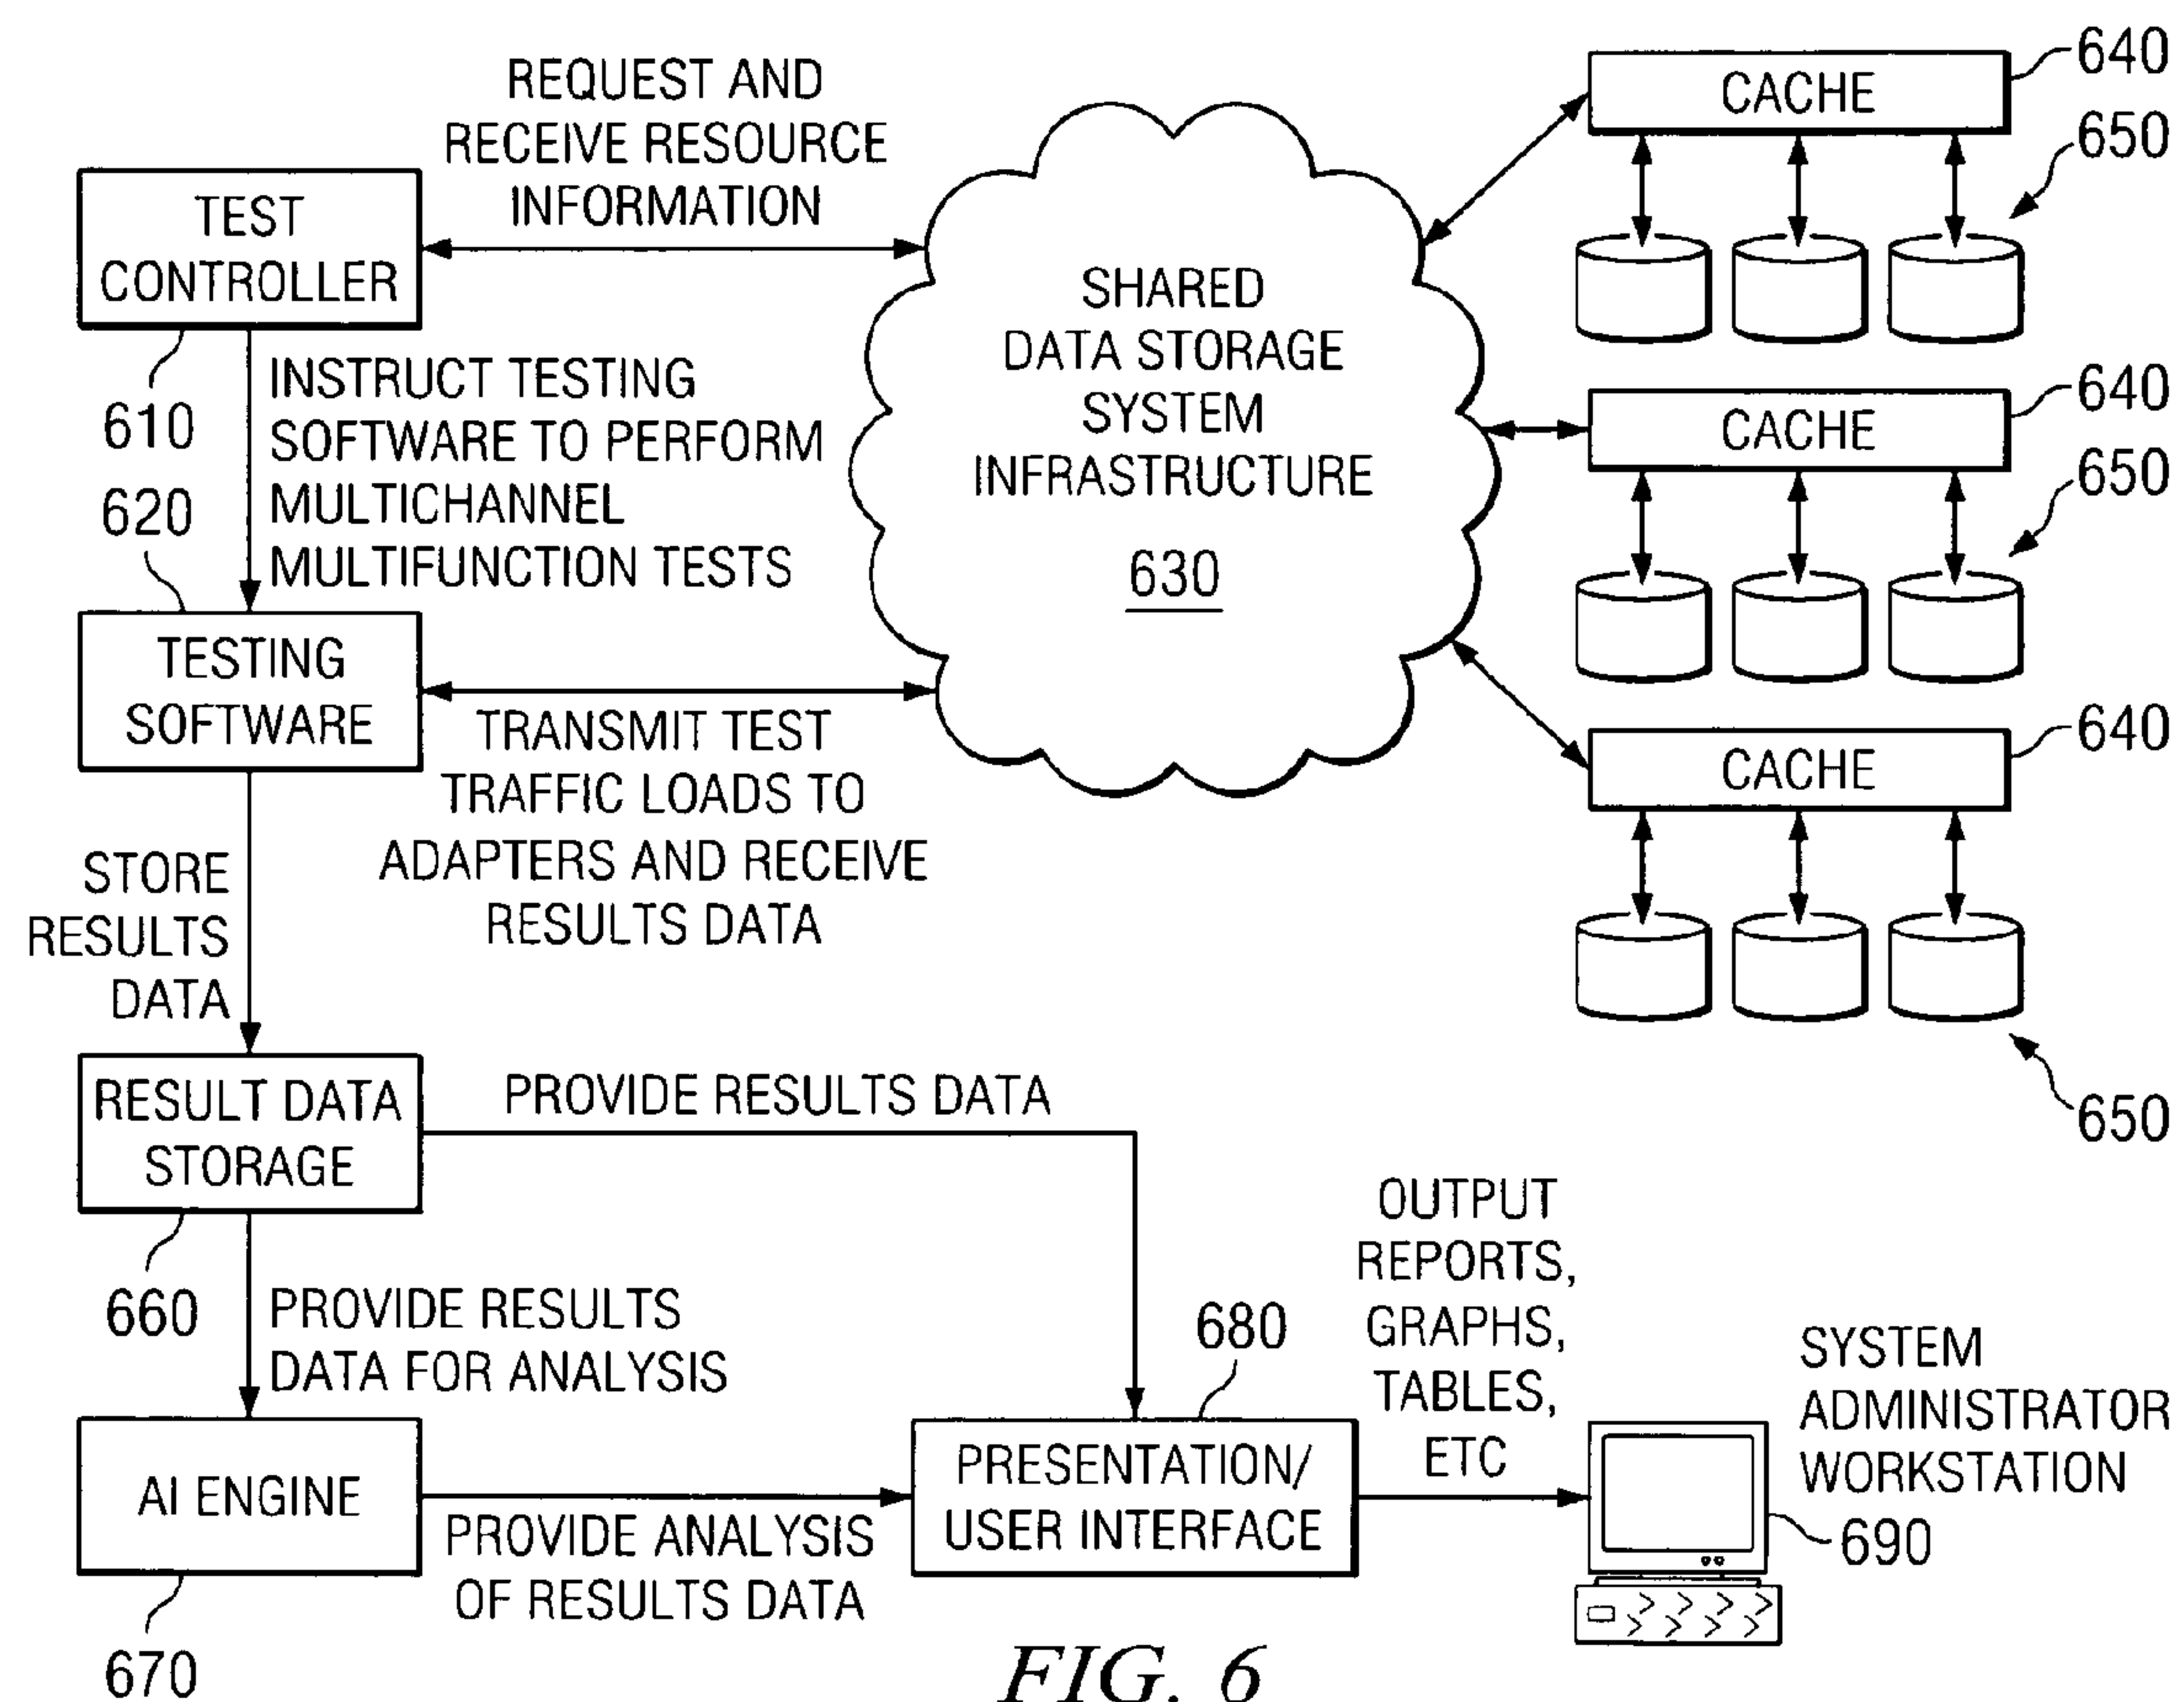 REQUEST AND
RECEIVE RESOURCE
INFORMATION
TEST
CONTROLLER
610
INSTRUCT TESTING
SOFTWARE TO PERFORM
MULTICHANNEL
MULTIFUNCTION TESTS
620
TESTING
SOFTWARE
TRANSMIT TEST
TRAFFIC LOADS TO
ADAPTERS AND RECEIVE
RESULTS DATA
SHARED
DATA STORAGE
SYSTEM
INFRASTRUCTURE
630
CACHE
640
650
CACHE
640
650
CACHE
640
650
STORE
RESULTS
DATA
RESULT DATA
STORAGE
660
PROVIDE RESULTS DATA
PROVIDE RESULTS
DATA FOR ANALYSIS
AI ENGINE
670
PROVIDE ANALYSIS
OF RESULTS DATA
680
PRESENTATION/
USER INTERFACE
OUTPUT
REPORTS,
GRAPHS,
TABLES,
ETC
SYSTEM
ADMINISTRATOR
WORKSTATION
690
FIG. 6